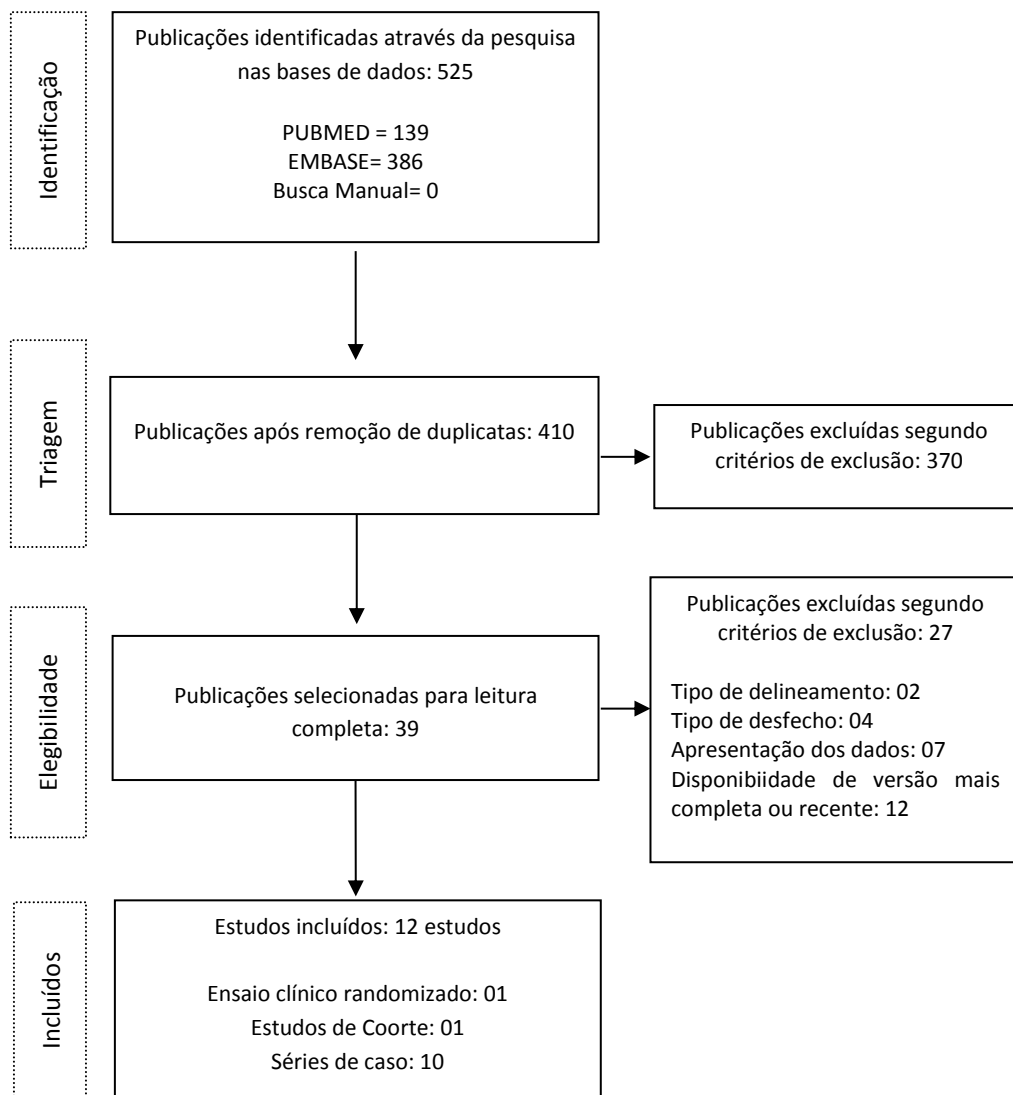 Identificação
Publicações identificadas através da pesquisa
nas bases de dados: 525
PUBMED = 139
EMBASE= 386
Busca Manual= 0
Triagem
Publicações após remoção de duplicatas: 410
Publicações excluídas segundo
critérios de exclusão: 370
Elegibilidade
Publicações selecionadas para leitura
completa: 39
Publicações excluídas segundo
critérios de exclusão: 27
Tipo de delineamento: 02
Tipo de desfecho: 04
Apresentação dos dados: 07
Disponibiidade de versão mais
completa ou recente: 12
Incluídos
Estudos incluídos: 12 estudos
Ensaio clínico randomizado: 01
Estudos de Coorte: 01
Séries de caso: 10